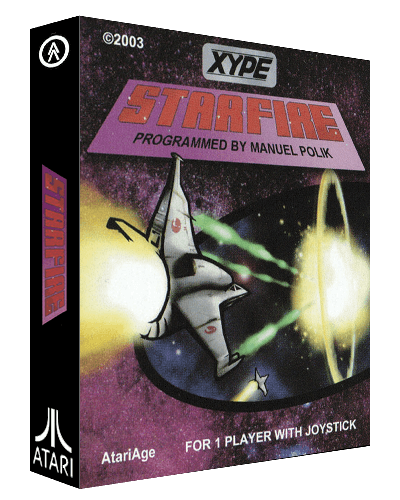 ©2003
XYPE
STARFIRE
PROGRAMMED BY MANUEL POLIK
AtariAge
FOR 1 PLAYER WITH JOYSTICK
STARFIRE
ATARI